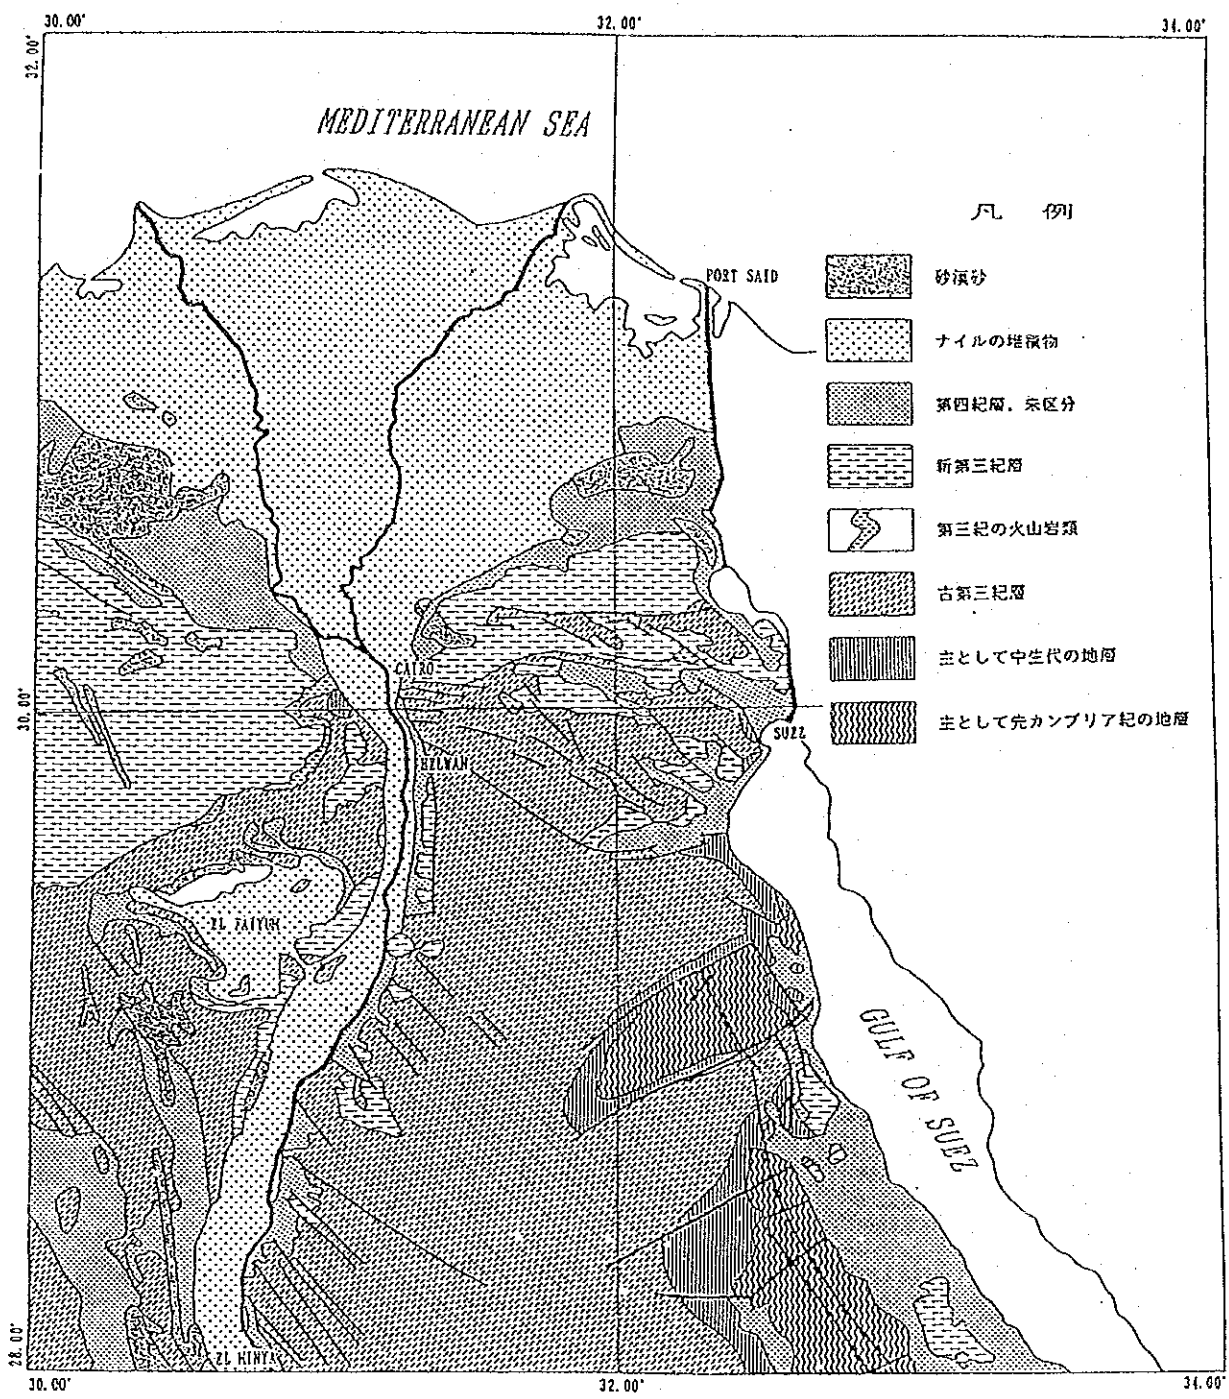 30.00'
32.00'
34.00'
32.00'
MEDITERRANEAN SEA
凡 例
PORT SAID
砂漠砂
ナイルの堆積物
第四紀層, 未区分
新第三紀層
第三紀の火山岩類
古第三紀層
主として中生代の地層
主として先カンブリア紀の地層
CAIRO
30.00'
SUEZ
HELWAN
EL FAIYUM
GULF OF SUEZ
28.00'
EL MINYA
30.00'
32.00'
34.00'